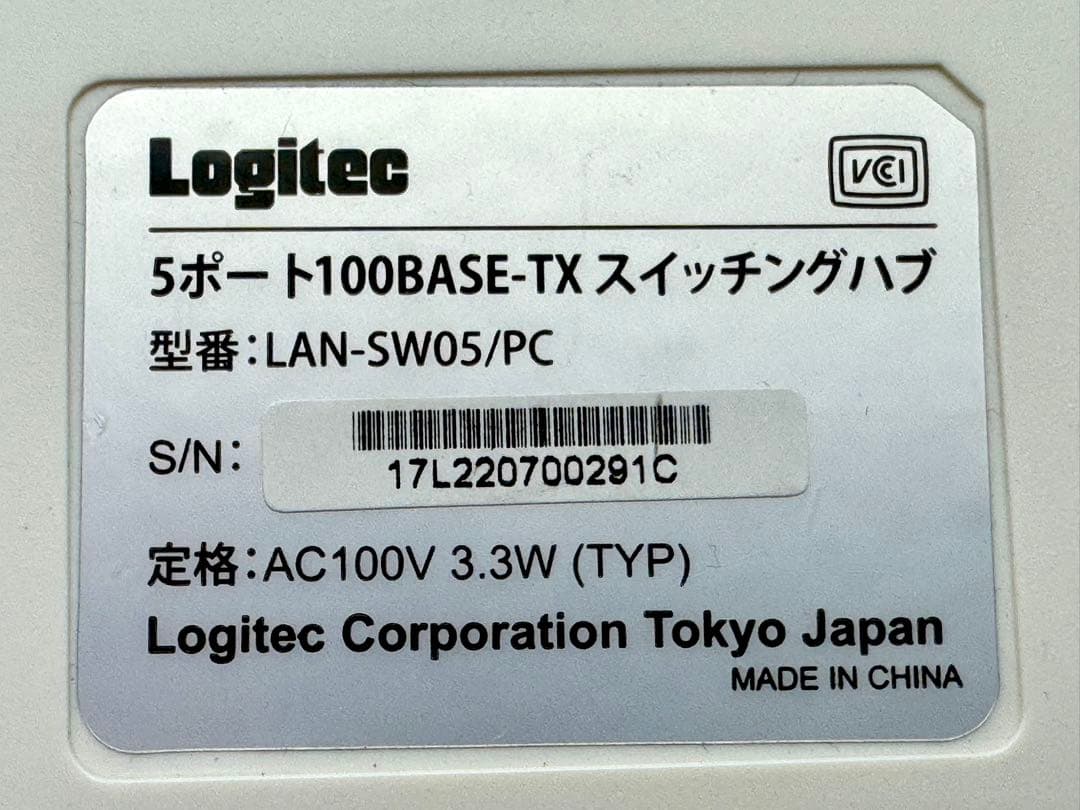 Logitec
VCCI
5ポート100BASE-TX スイッチングハブ
型番:LAN-SW05/PC
S/N:
17L220700291C
定格:AC100V 3.3W (TYP)
Logitec Corporation Tokyo Japan
MADE IN CHINA